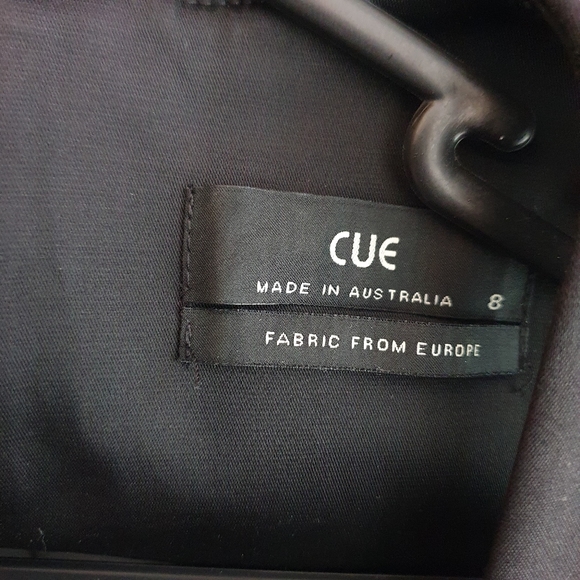 CUE
MADE IN AUSTRALIA 8
FABRIC FROM EUROPE